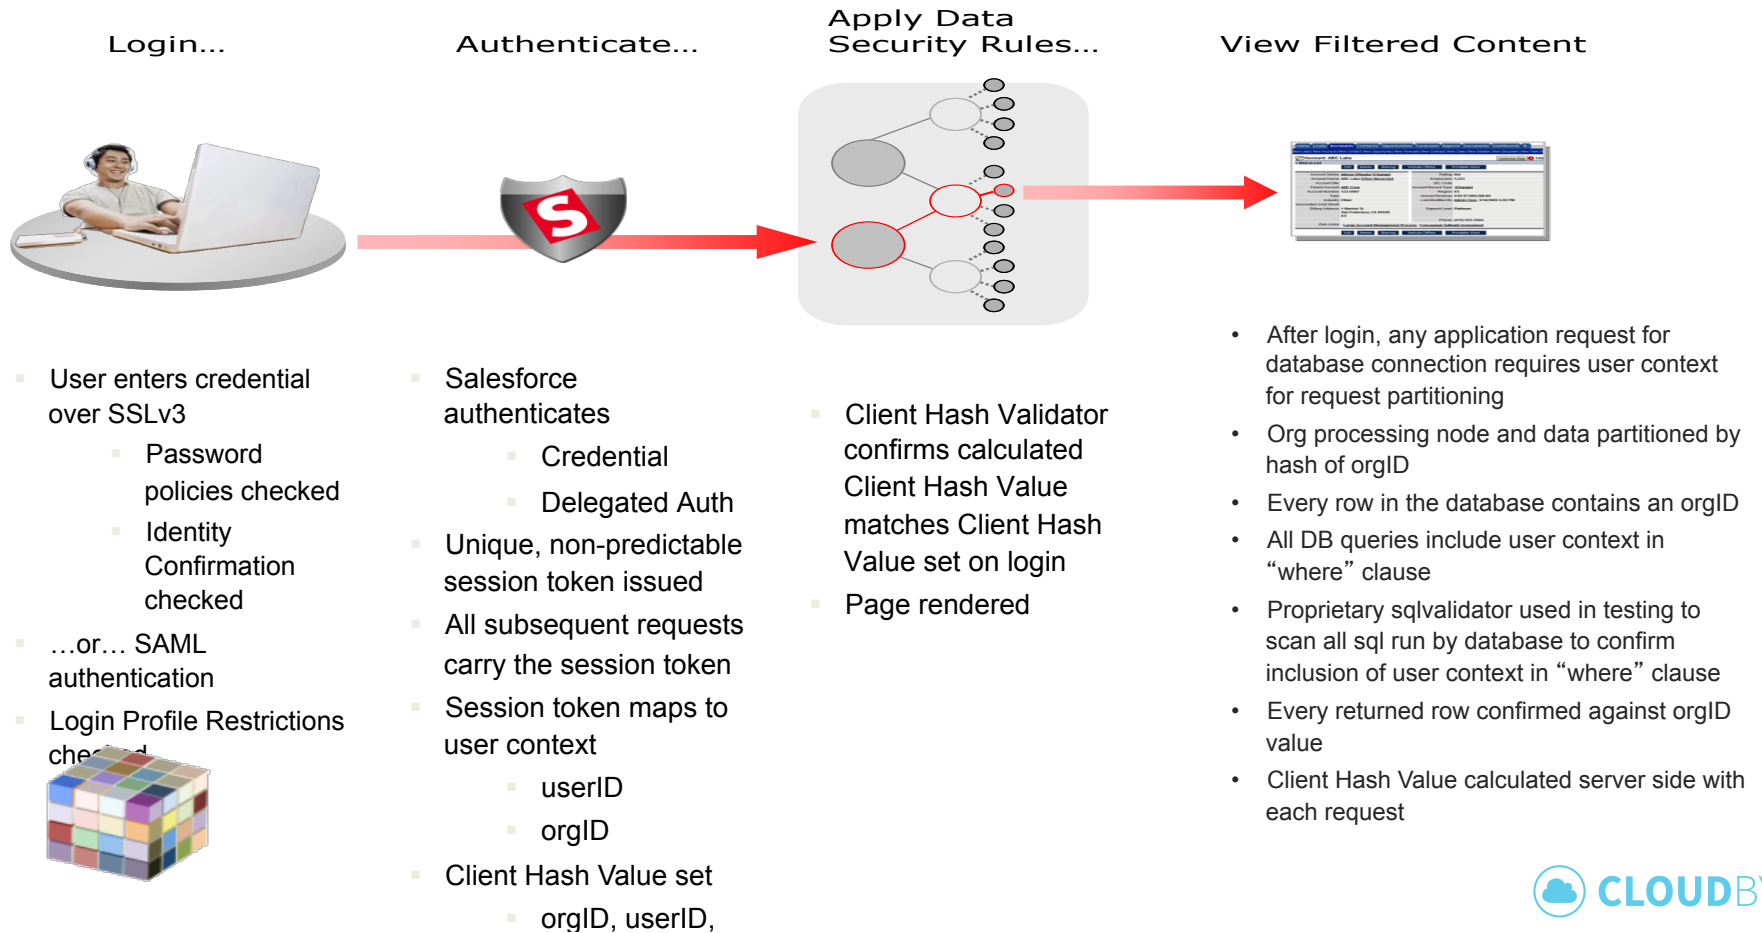 Login...
Authenticate...
Apply Data
Security Rules...
View Filtered Content
User enters credential
over SSLv3
Password
policies checked
Identity
Confirmation
checked
…or… SAML
authentication
Login Profile Restrictions
Salesforce
authenticates
Credential
Delegated Auth
Unique, non-predictable
session token issued
All subsequent requests
carry the session token
Session token maps to
user context
userID
orgID
Client Hash Value set
orgID, userID,
Client Hash Validator
confirms calculated
Client Hash Value
matches Client Hash
Value set on login
Page rendered
After login, any application request for
database connection requires user context
for request partitioning
Org processing node and data partitioned by
hash of orgID
Every row in the database contains an orgID
All DB queries include user context in
“where” clause
Proprietary sqlvalidator used in testing to
scan all sql run by database to confirm
inclusion of user context in “where” clause
Every returned row confirmed against orgID
value
Client Hash Value calculated server side with
each request
S
CLOUDBY